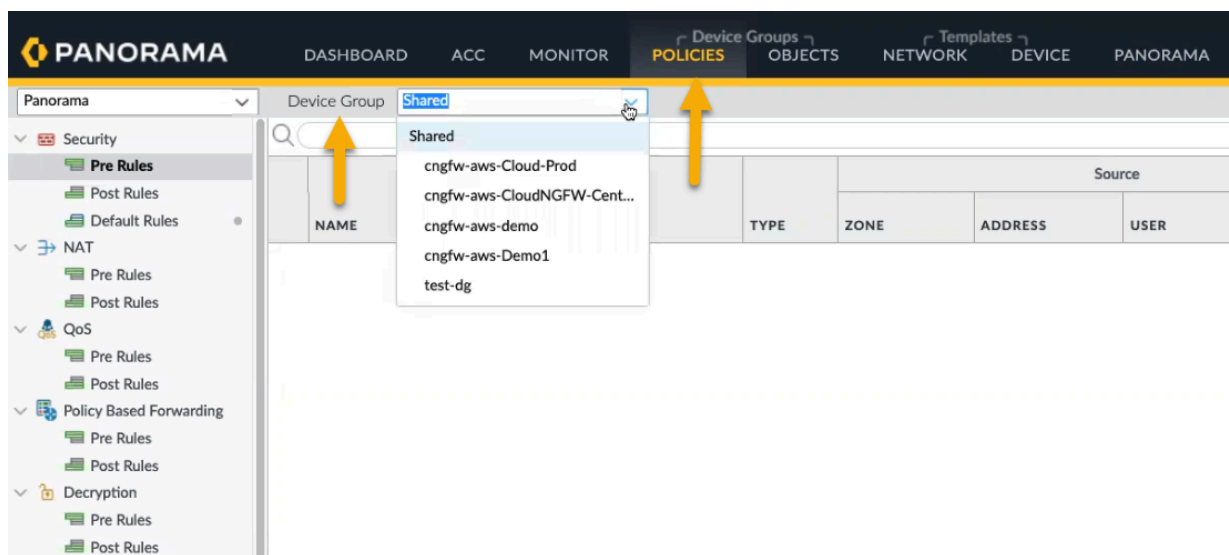 Device Groups
Templates
PANORAMA
DASHBOARD
ACC
MONITOR
POLICIES
OBJECTS
NETWORK
DEVICE
PANORAMA
Panorama
Device Group
Shared
Security
Pre Rules
Post Rules
Default Rules
NAT
Pre Rules
Post Rules
QoS
Pre Rules
Post Rules
Policy Based Forwarding
Pre Rules
Post Rules
Decryption
Pre Rules
Post Rules
Shared
cngfw-aws-Cloud-Prod
cngfw-aws-CloudNGFW-Cent...
cngfw-aws-demo
cngfw-aws-Demo1
test-dg
Source
NAME
TYPE
ZONE
ADDRESS
USER